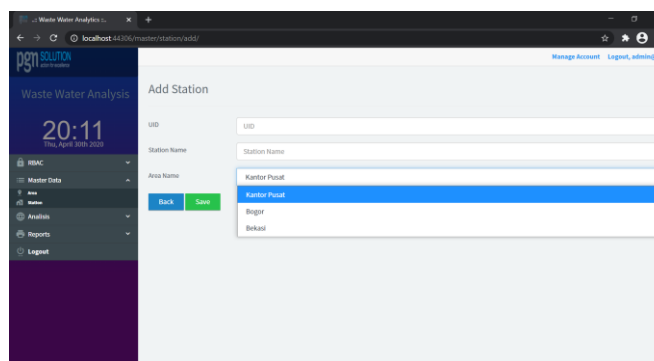 .: Waste Water Analytics :.
localhost:44306/master/station/add/
pgn SOLUTION
Manage Account Logout, admin@
Waste Water Analysis
20:11
Thu, April 30th 2020
RBAC
Master Data
Area
Station
Analisis
Reports
Logout
Add Station
UID
UID
Station Name
Station Name
Area Name
Kantor Pusat
Kantor Pusat
Bogor
Bekasi
Back Save